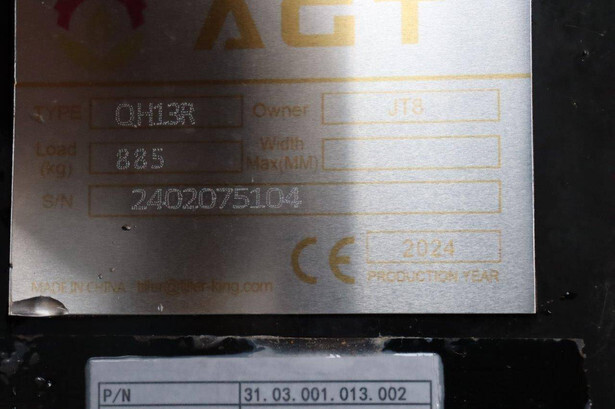 AGT
TYPE QH13R Owner JT8
Load (kg) 885 Width Max(MM)
S/N 2402075104
CE 2024
MADE IN CHINA PRODUCTION YEAR
P/N 31.03.001.013.002